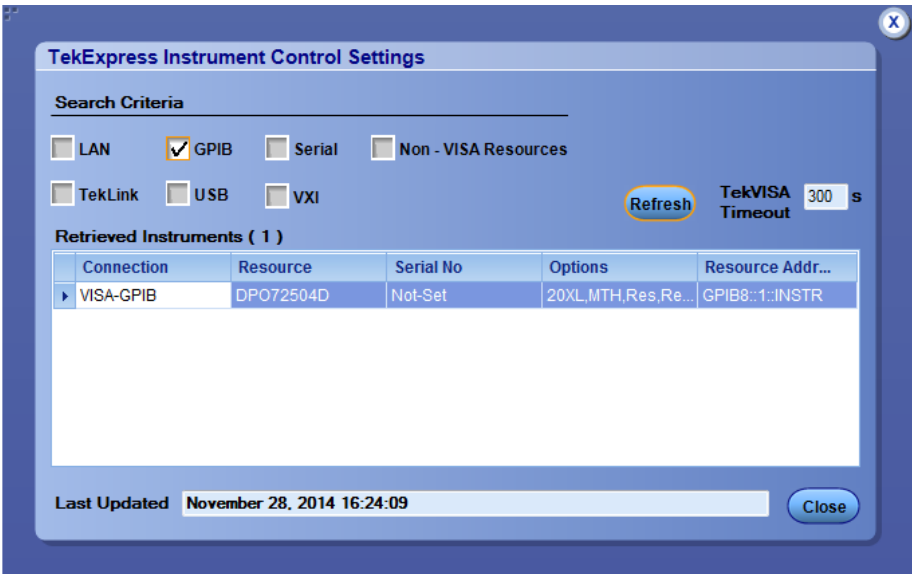 X
TekExpress Instrument Control Settings
Search Criteria
LAN GPIB Serial Non - VISA Resources
TekLink USB VXI
Refresh TekVISA Timeout 300 s
Retrieved Instruments ( 1 )
Connection Resource Serial No Options Resource Addr...
VISA-GPIB DPO72504D Not-Set 20XL,MTH,Res,Re... GPIB8::1::INSTR
Last Updated November 28, 2014 16:24:09 Close